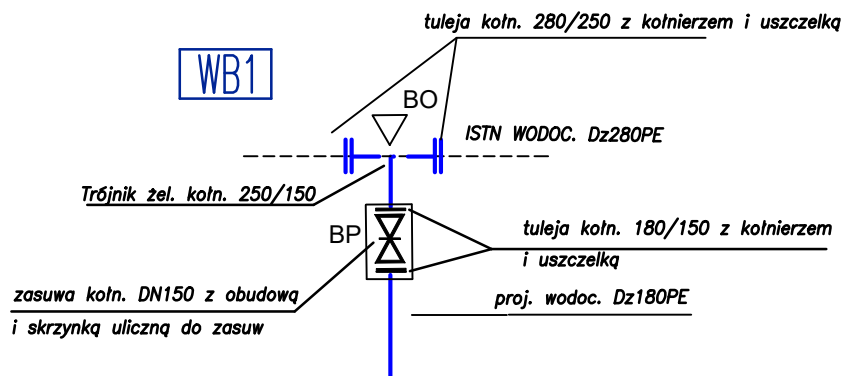 tuleja kołn. 280/250 z kołnierzem i uszczelką
WB1
BO
ISTN WODOC. Dz280PE
Trójnik żel. kołn. 250/150
tuleja kołn. 180/150 z kołnierzem
i uszczelką
BP
zasuwa kołn. DN150 z obudową
i skrzynką uliczną do zasuw
proj. wodoc. Dz180PE